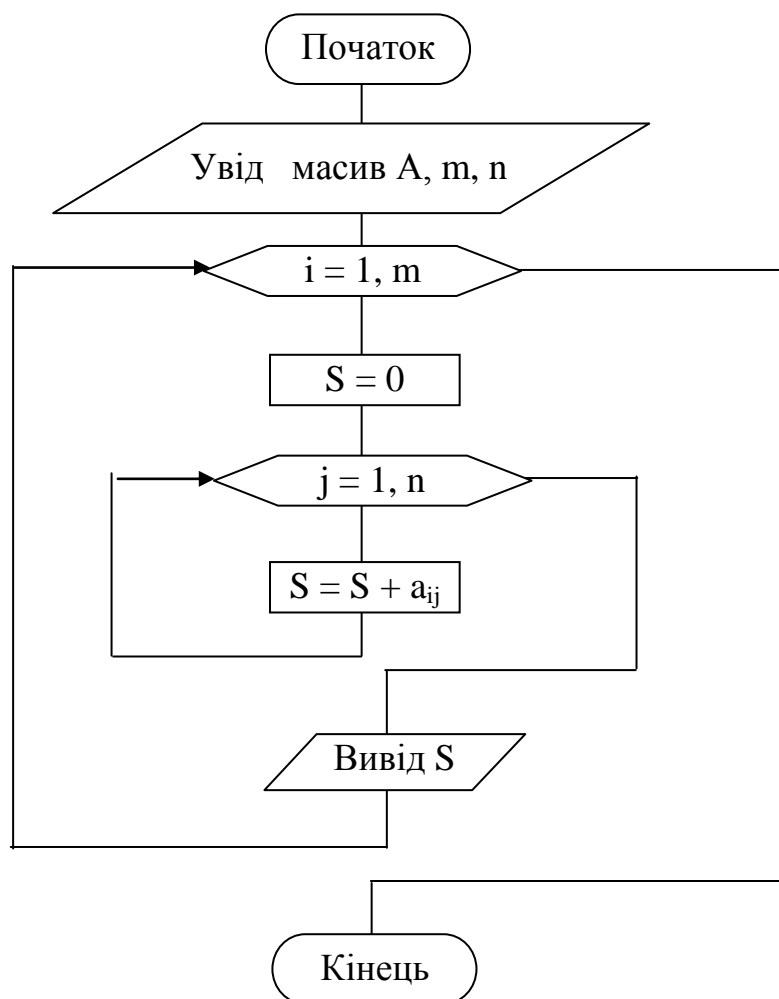 Початок
Увід масив A, m, n
i = 1, m
S = 0
j = 1, n
S = S + aij
Вивід S
Кінець